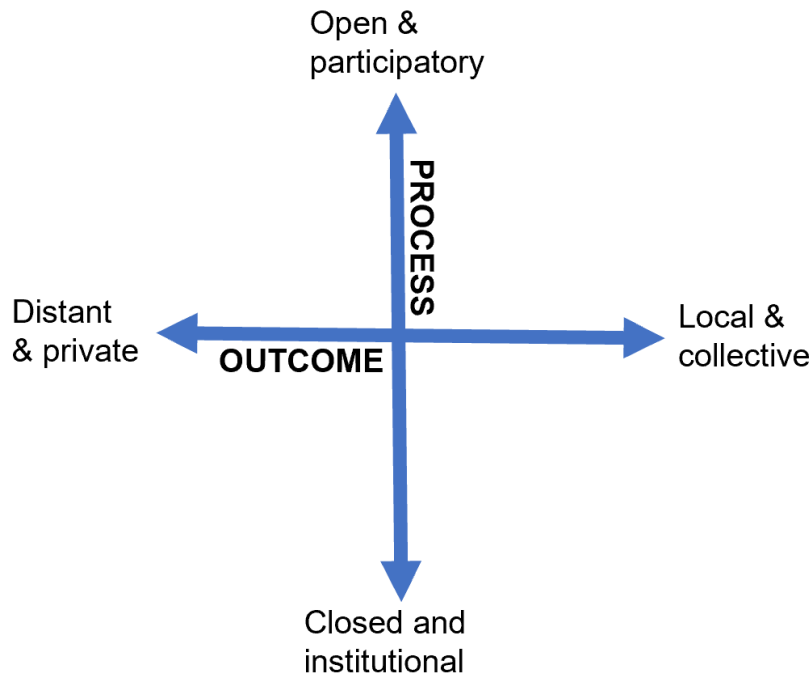 Open &
participatory
PROCESS
Distant
& private
OUTCOME
Local &
collective
Closed and
institutional